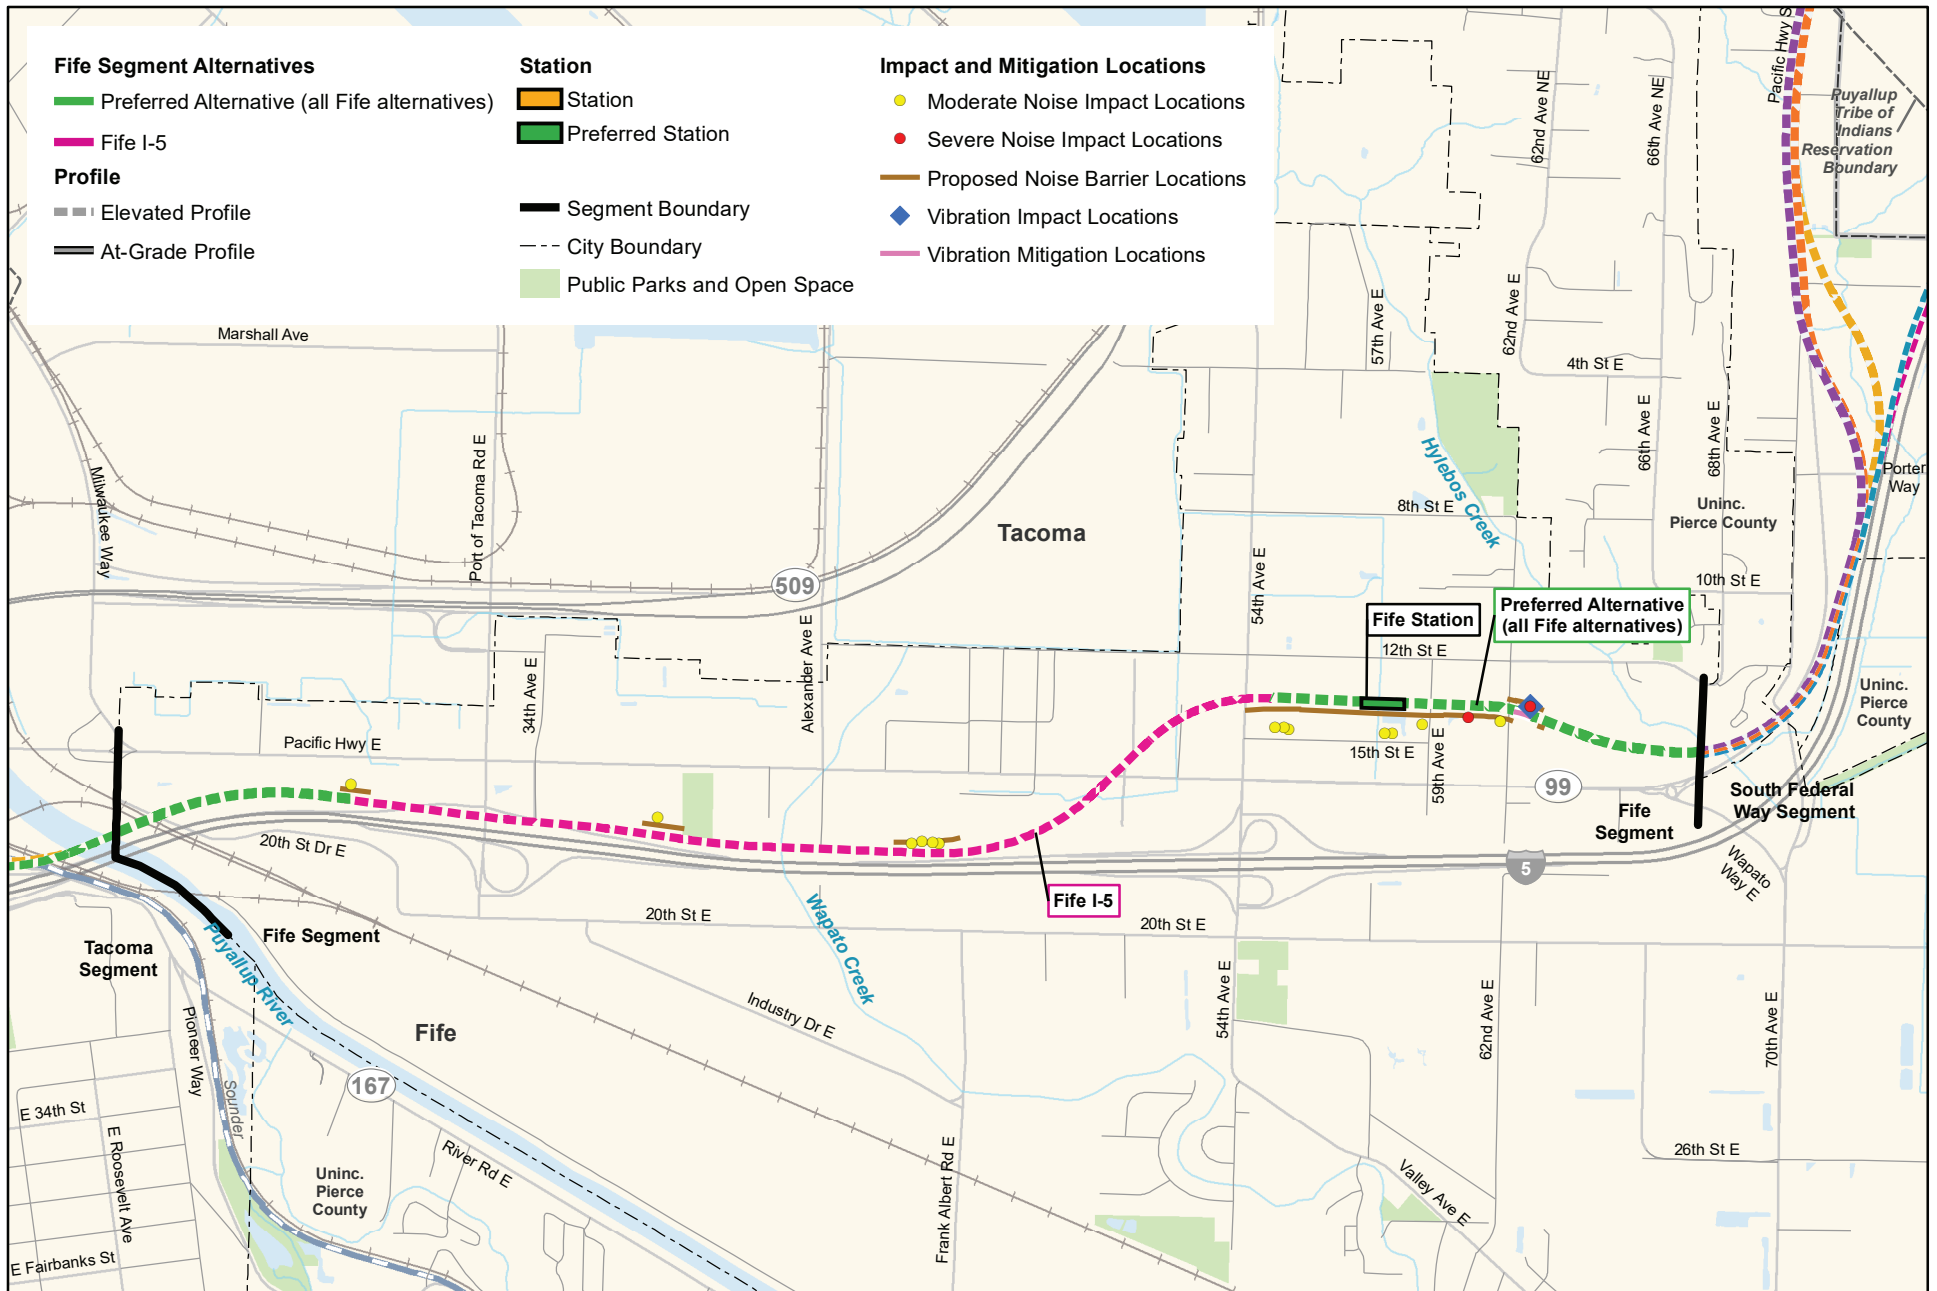 Fife Segment Alternatives
Preferred Alternative (all Fife alternatives)
Fife I-5
Profile
Elevated Profile
At-Grade Profile
Station
Station
Preferred Station
Segment Boundary
City Boundary
Public Parks and Open Space
Impact and Mitigation Locations
Moderate Noise Impact Locations
Severe Noise Impact Locations
Proposed Noise Barrier Locations
Vibration Impact Locations
Vibration Mitigation Locations
62nd Ave NE
66th Ave NE
Pacific Hwy S
Puyallup
Tribe of
Indians
Reservation
Boundary
Marshall Ave
57th Ave E
62nd Ave E
4th St E
66th Ave E
68th Ave E
Milwaukee Way
Port of Tacoma Rd E
Tacoma
Hylebos Creek
8th St E
Uninc.
Pierce County
Porter
Way
509
54th Ave E
10th St E
Fife Station
Preferred Alternative
(all Fife alternatives)
12th St E
34th Ave E
Alexander Ave E
Uninc.
Pierce
County
Pacific Hwy E
15th St E
59th Ave E
99
Fife
Segment
South Federal
Way Segment
20th St Dr E
5
Wapato
Way E
Fife I-5
20th St E
20th St E
Wapato Creek
Tacoma
Segment
Fife Segment
Puyallup River
Pioneer Way
Sounder
Fife
Industry Dr E
54th Ave E
62nd Ave E
70th Ave E
167
E 34th St
E Roosevelt Ave
River Rd E
Uninc.
Pierce
County
Frank Albert Rd E
Valley Ave E
26th St E
E Fairbanks St